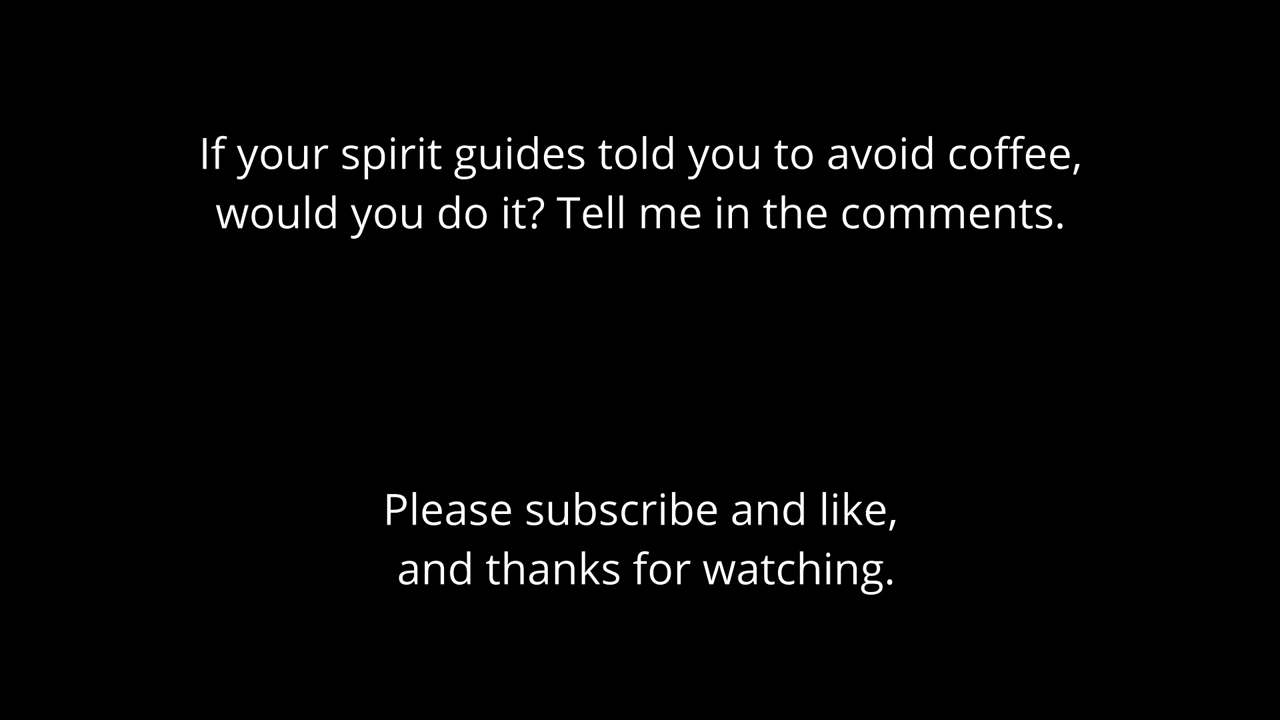 If your spirit guides told you to avoid coffee,
would you do it? Tell me in the comments.
Please subscribe and like,
and thanks for watching.